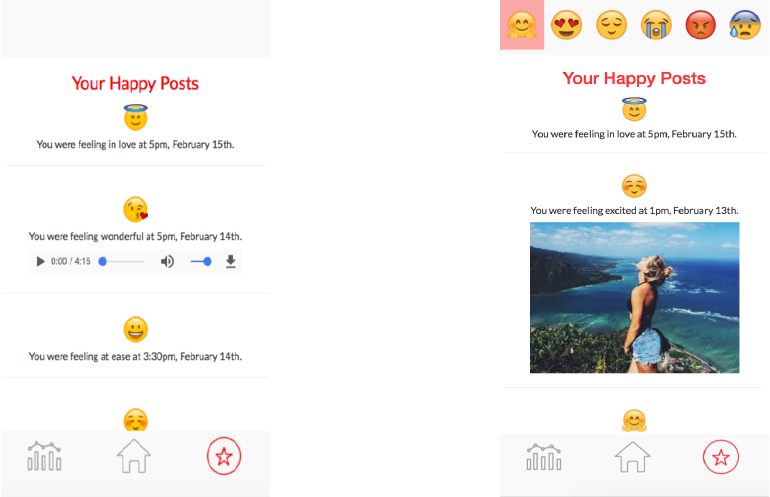 Your Happy Posts
You were feeling in love at 5pm, February 15th.
You were feeling wonderful at 5pm, February 14th.
0:00 / 4:15
You were feeling at ease at 3:30pm, February 14th.
Your Happy Posts
You were feeling in love at 5pm, February 15th.
You were feeling excited at 1pm, February 13th.